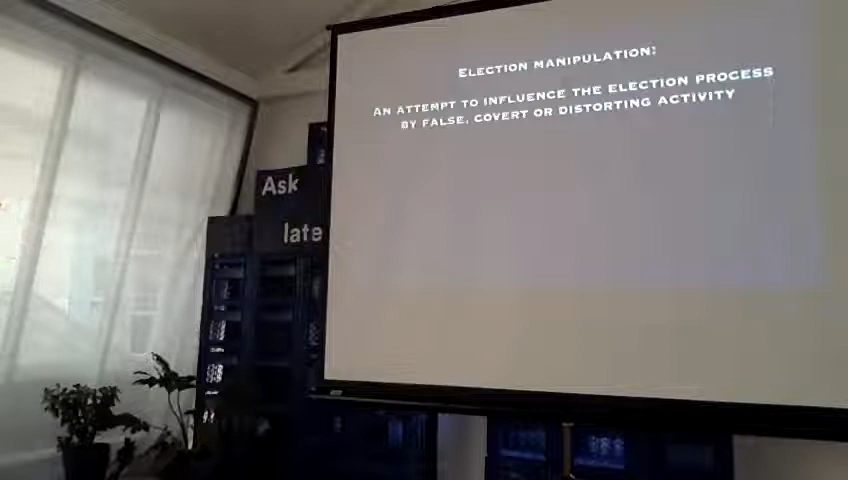 ELECTION MANIPULATION:
AN ATTEMPT TO INFLUENCE THE ELECTION PROCESS
BY FALSE, COVERT OR DISTORTING ACTIVITY
Ask
late